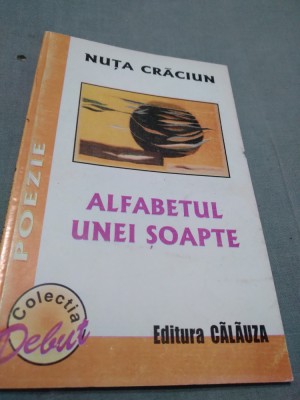 NUȚA CRĂCIUN
POEZIE
ALFABETUL
UNEI ȘOAPTE
Colecția
Debut
Editura CĂLĂUZA